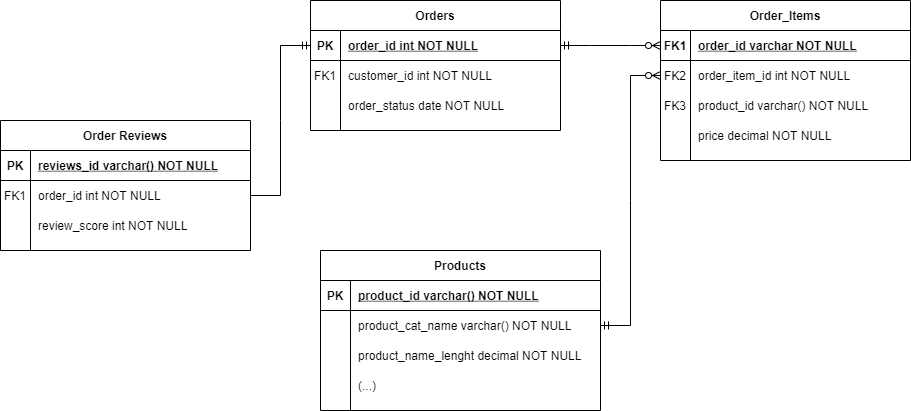 Orders
PK order_id int NOT NULL
FK1 customer_id int NOT NULL
order_status date NOT NULL
Order_Items
FK1 order_id varchar NOT NULL
FK2 order_item_id int NOT NULL
FK3 product_id varchar() NOT NULL
price decimal NOT NULL
Order Reviews
PK reviews_id varchar() NOT NULL
FK1 order_id int NOT NULL
review_score int NOT NULL
Products
PK product_id varchar() NOT NULL
product_cat_name varchar() NOT NULL
product_name_lenght decimal NOT NULL
(...)